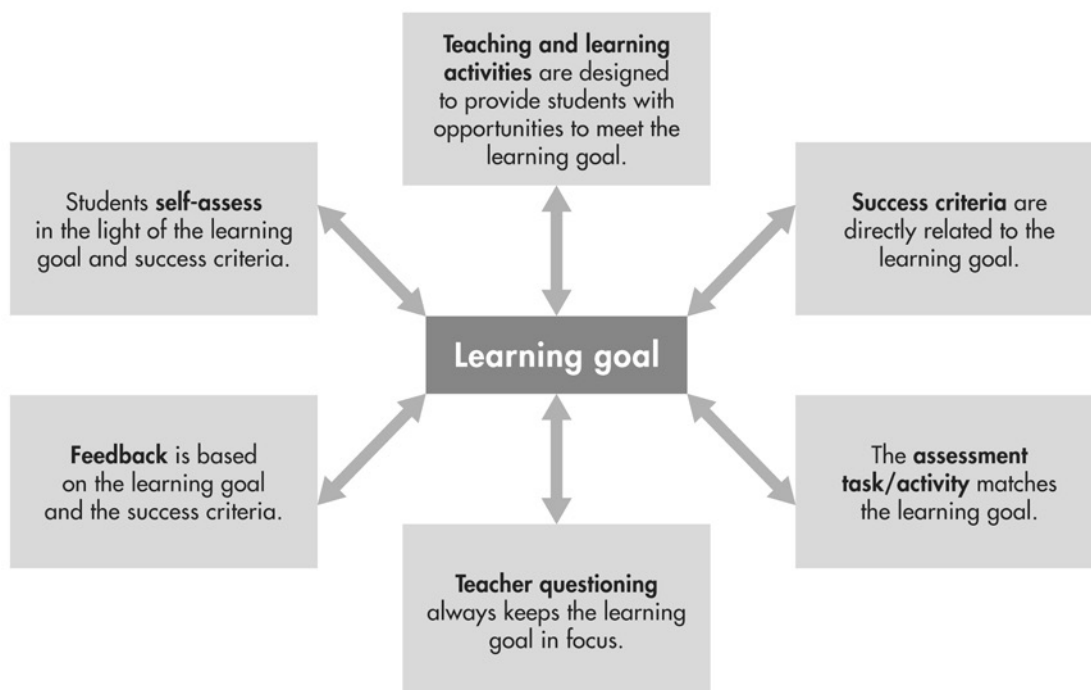 Teaching and learning
activities are designed
to provide students with
opportunities to meet the
learning goal.
Students self-assess
in the light of the learning
goal and success criteria.
Success criteria are
directly related to the
learning goal.
Learning goal
Feedback is based
on the learning goal
and the success criteria.
The assessment
task/activity matches
the learning goal.
Teacher questioning
always keeps the learning
goal in focus.